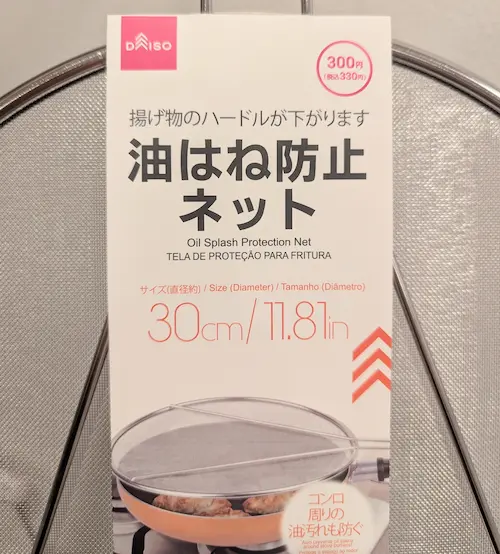 DAISO
300円
(税込330円)
揚げ物のハードルが下がります
油はね防止
ネット
Oil Splash Protection Net
TELA DE PROTEÇÃO PARA FRITURA
サイズ(直径約) / Size (Diameter) / Tamanho (Diâmetro)
30cm/11.81in
コンロ
周りの
油汚れも防ぐ